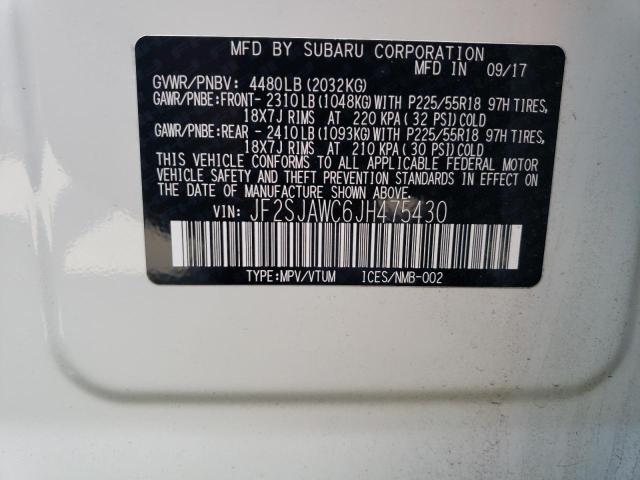 MFD BY SUBARU CORPORATION
MFD IN 09/17
GVWR/PNBV: 4480LB (2032KG)
GAWR/PNBE:FRONT- 2310LB(1048KG)WITH P225/55R18 97H TIRES,
18X7J RIMS AT 220 KPA (32 PSI)COLD
GAWR/PNBE:REAR - 2410LB(1093KG)WITH P225/55R18 97H TIRES,
18X7J RIMS AT 210 KPA (30 PSI)COLD
THIS VEHICLE CONFORMS TO ALL APPLICABLE FEDERAL MOTOR
VEHICLE SAFETY AND THEFT PREVENTION STANDARDS IN EFFECT ON
THE DATE OF MANUFACTURE SHOWN ABOVE.
VIN: JF2SJAWC6JH475430
TYPE:MPV/VTUM ICES/NMB-002